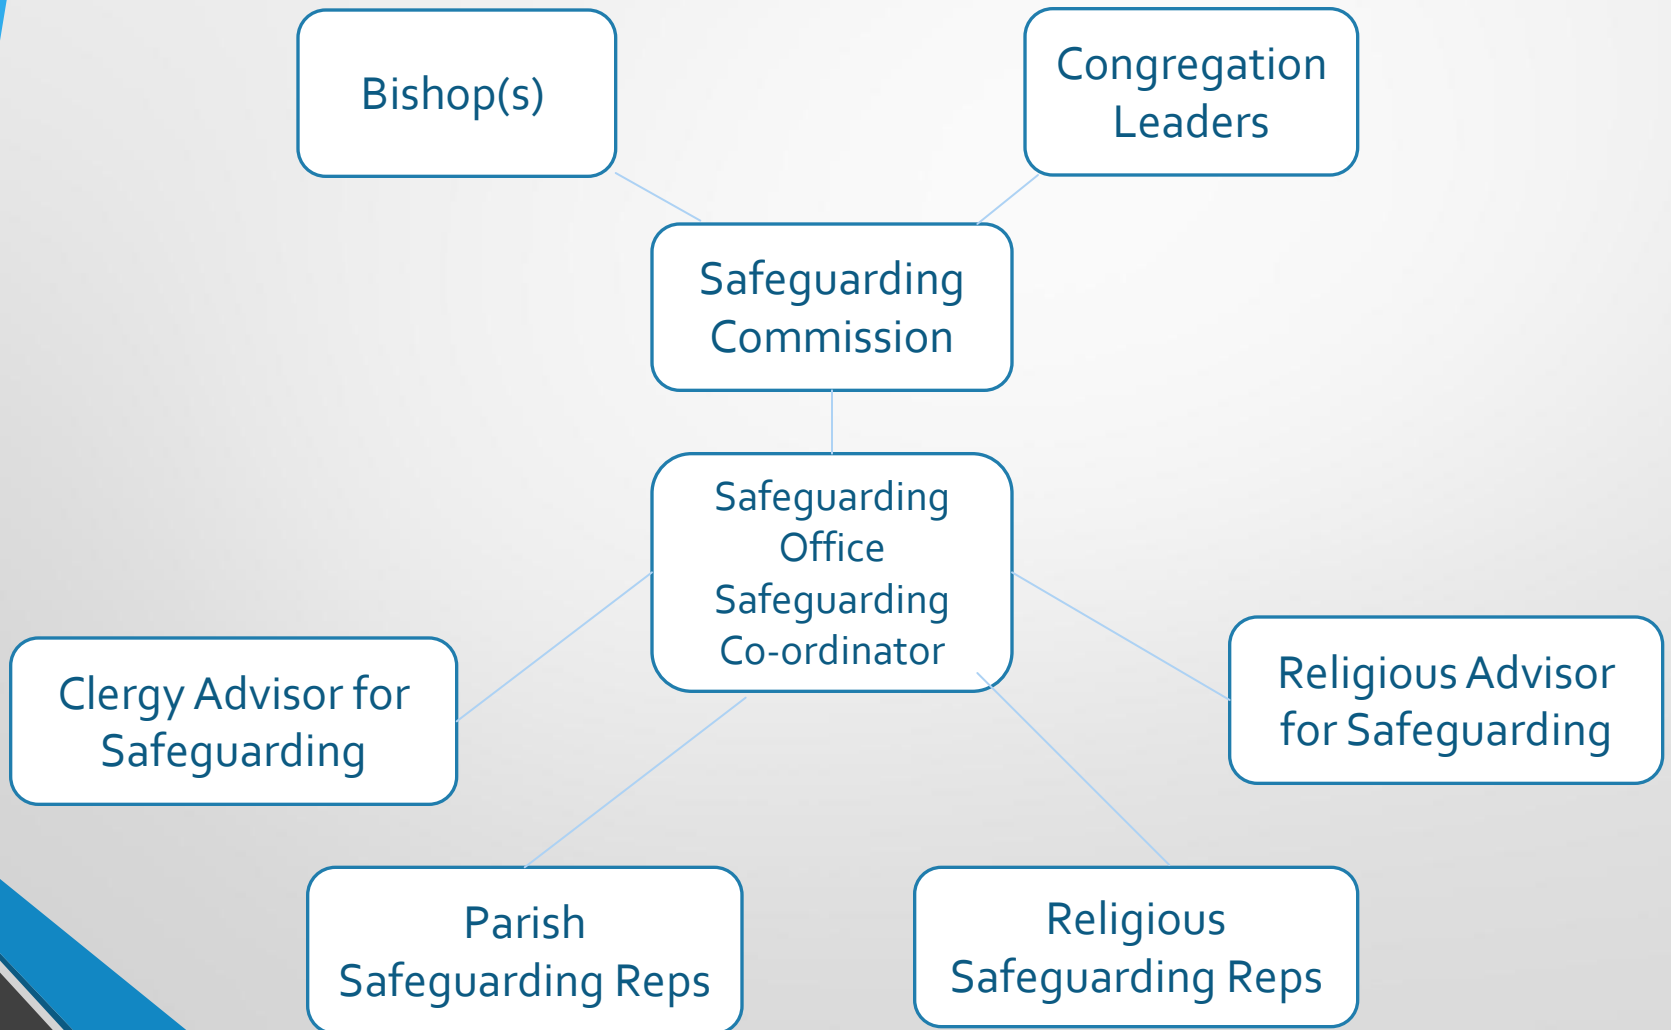 Bishop(s)
Congregation
Leaders
Safeguarding
Commission
Safeguarding
Office
Safeguarding
Co-ordinator
Clergy Advisor for
Safeguarding
Religious Advisor
for Safeguarding
Parish
Safeguarding Reps
Religious
Safeguarding Reps